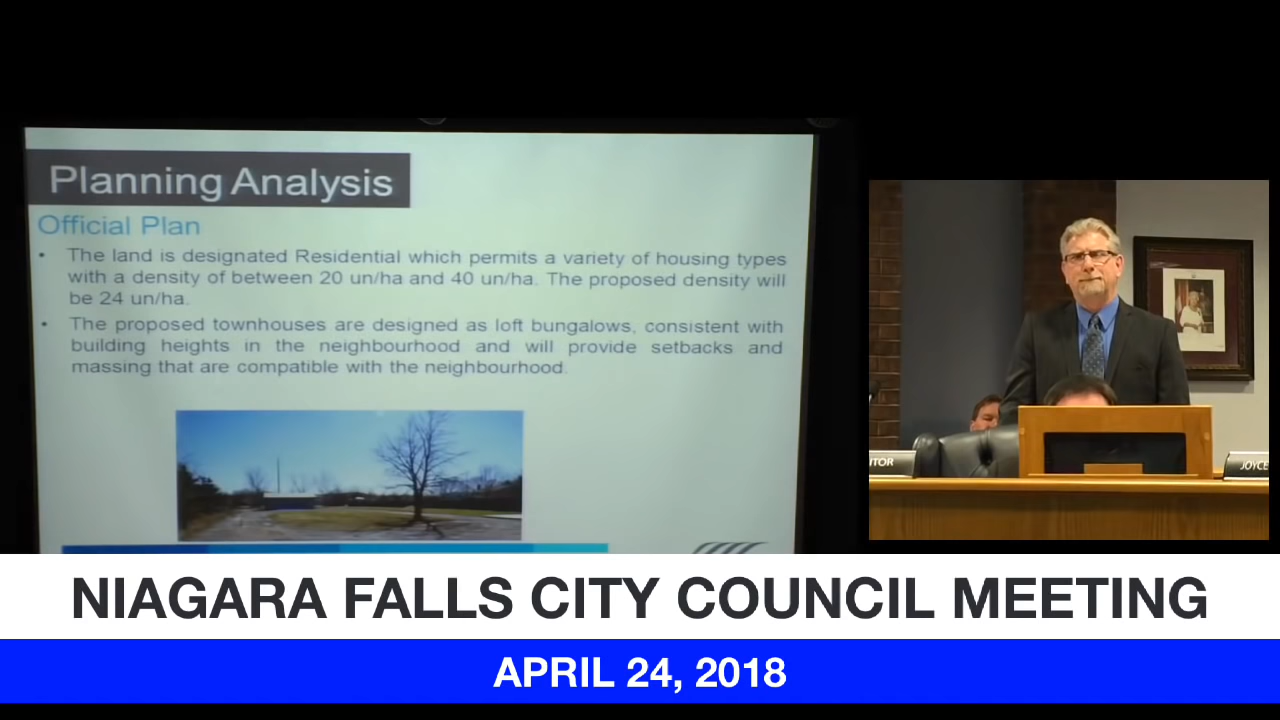 Planning Analysis
Official Plan
• The land is designated Residential which permits a variety of housing types
with a density of between 20 un/ha and 40 un/ha. The proposed density will
be 24 un/ha.
• The proposed townhouses are designed as loft bungalows, consistent with
building heights in the neighbourhood and will provide setbacks and
massing that are compatible with the neighbourhood.
JOYCE
NIAGARA FALLS CITY COUNCIL MEETING
APRIL 24, 2018